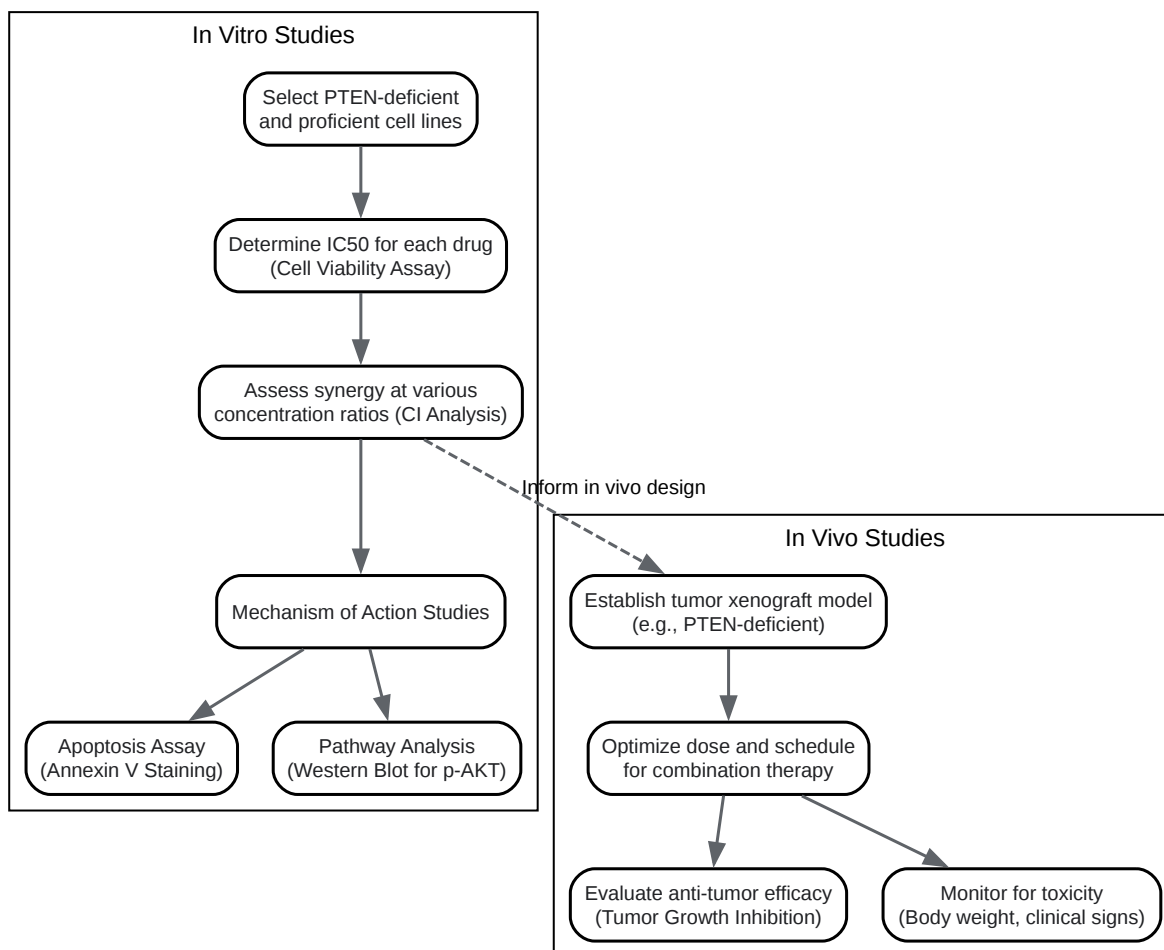 In Vitro Studies
Select PTEN-deficient
and proficient cell lines
Determine IC50 for each drug
(Cell Viability Assay)
Assess synergy at various
concentration ratios (CI Analysis)
Inform in vivo design
Mechanism of Action Studies
Apoptosis Assay
(Annexin V Staining)
Pathway Analysis
(Western Blot for p-AKT)
In Vivo Studies
Establish tumor xenograft model
(e.g., PTEN-deficient)
Optimize dose and schedule
for combination therapy
Evaluate anti-tumor efficacy
(Tumor Growth Inhibition)
Monitor for toxicity
(Body weight, clinical signs)